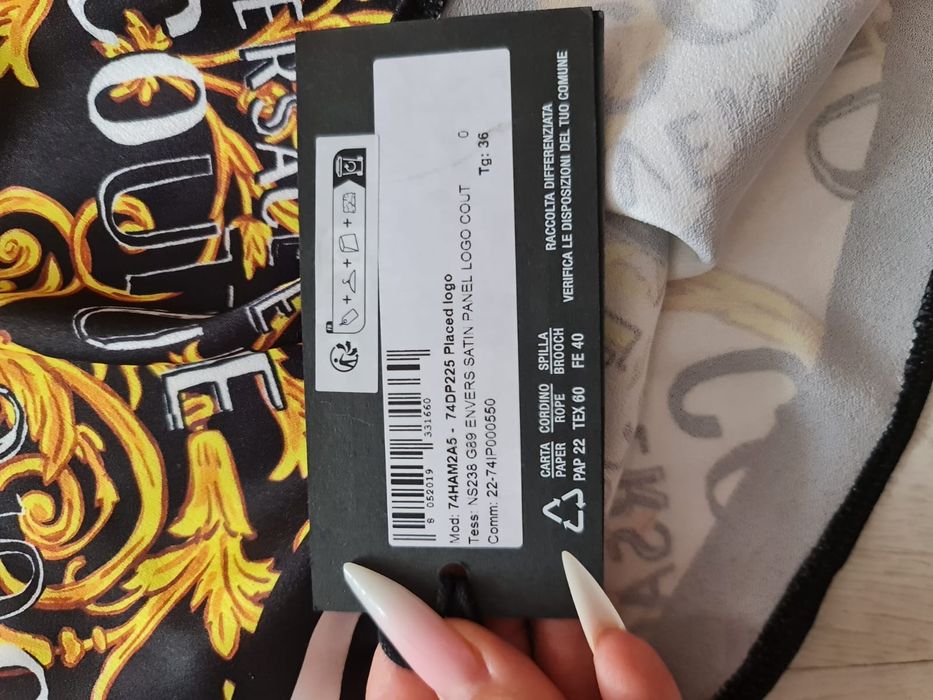 VERSACE
COUTURE
8 052019 331660
Mod: 74HAM2A5 - 74DP225 Placed logo
Tess: NS238 G89 ENVERS SATIN PANEL LOGO COUT
Comm: 22-74IP000550
0
Tg: 36
FR
RACCOLTA DIFFERENZIATA
VERIFICA LE DISPOSIZIONI DEL TUO COMUNE
CARTA CORDINO SPILLA
PAPER ROPE BROOCH
PAP 22 TEX 60 FE 40